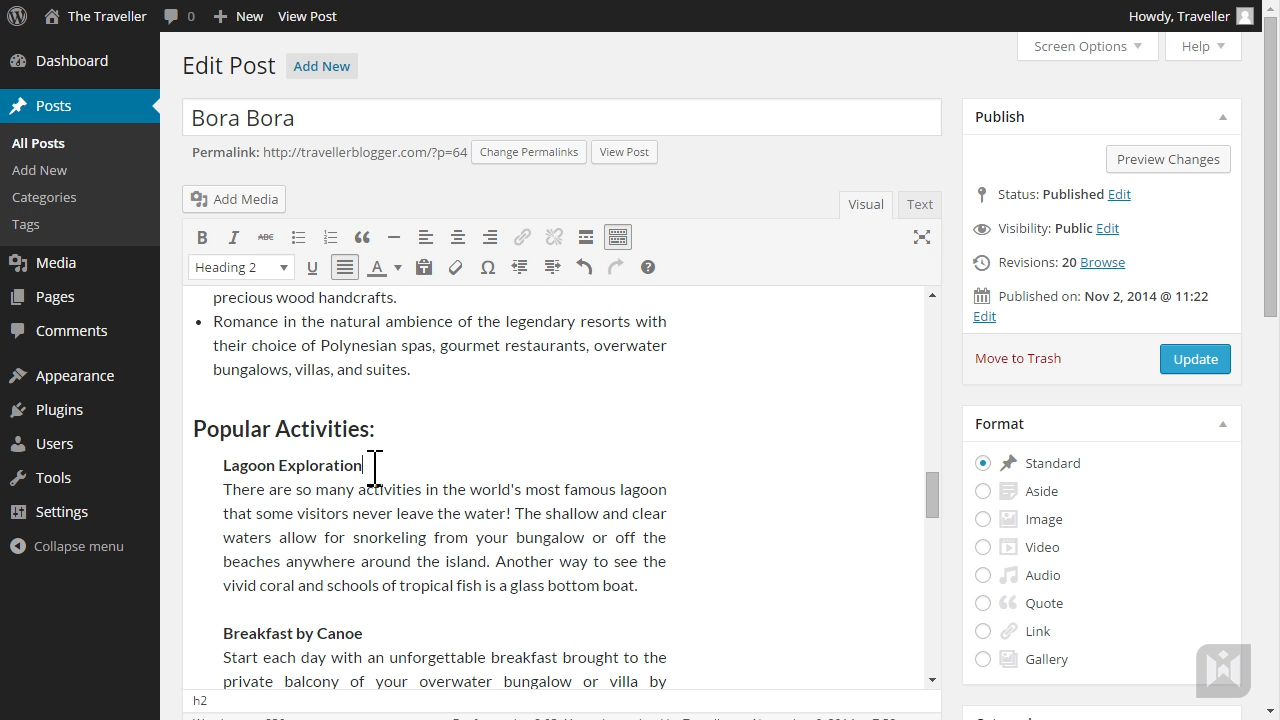 The Traveller 0 New View Post Howdy, Traveller
Screen Options Help
Dashboard
Posts
All Posts
Add New
Categories
Tags
Media
Pages
Comments
Appearance
Plugins
Users
Tools
Settings
Collapse menu
Edit Post Add New
Bora Bora
Permalink: http://travellerblogger.com/?p=64 Change Permalinks View Post
Add Media
Visual Text
B I ABC
Heading 2 U A Ω
precious wood handcrafts.
• Romance in the natural ambience of the legendary resorts with
their choice of Polynesian spas, gourmet restaurants, overwater
bungalows, villas, and suites.
Popular Activities:
Lagoon Exploration
There are so many activities in the world's most famous lagoon
that some visitors never leave the water! The shallow and clear
waters allow for snorkeling from your bungalow or off the
beaches anywhere around the island. Another way to see the
vivid coral and schools of tropical fish is a glass bottom boat.
Breakfast by Canoe
Start each day with an unforgettable breakfast brought to the
private balcony of your overwater bungalow or villa by
h2
Publish
Preview Changes
Status: Published Edit
Visibility: Public Edit
Revisions: 20 Browse
Published on: Nov 2, 2014 @ 11:22
Edit
Move to Trash Update
Format
Standard
Aside
Image
Video
Audio
Quote
Link
Gallery